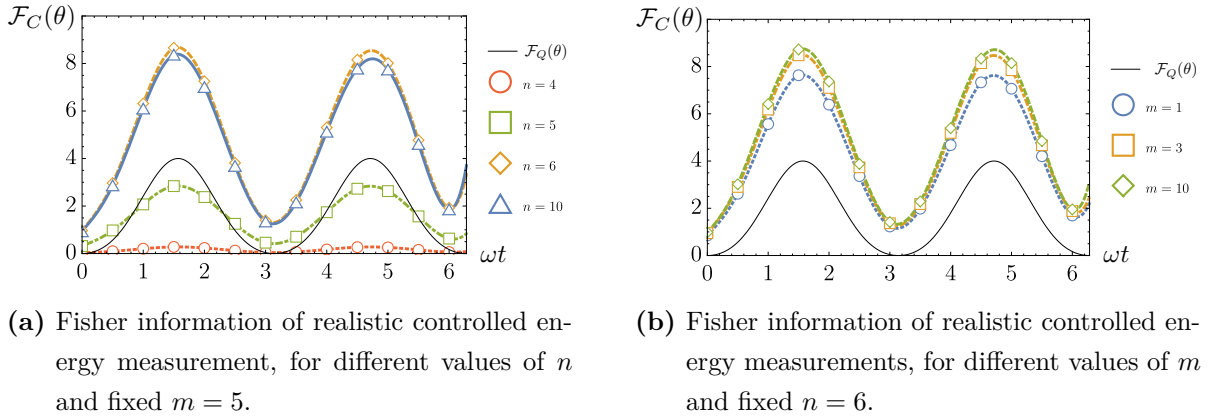 𝓕_C(θ)
8
6
4
2
0
0 1 2 3 4 5 6
ωt
𝓕_Q(θ)
n = 4
n = 5
n = 6
n = 10
(a) Fisher information of realistic controlled en-
ergy measurement, for different values of n
and fixed m = 5.
𝓕_C(θ)
8
6
4
2
0
0 1 2 3 4 5 6
ωt
𝓕_Q(θ)
m = 1
m = 3
m = 10
(b) Fisher information of realistic controlled en-
ergy measurements, for different values of m
and fixed n = 6.